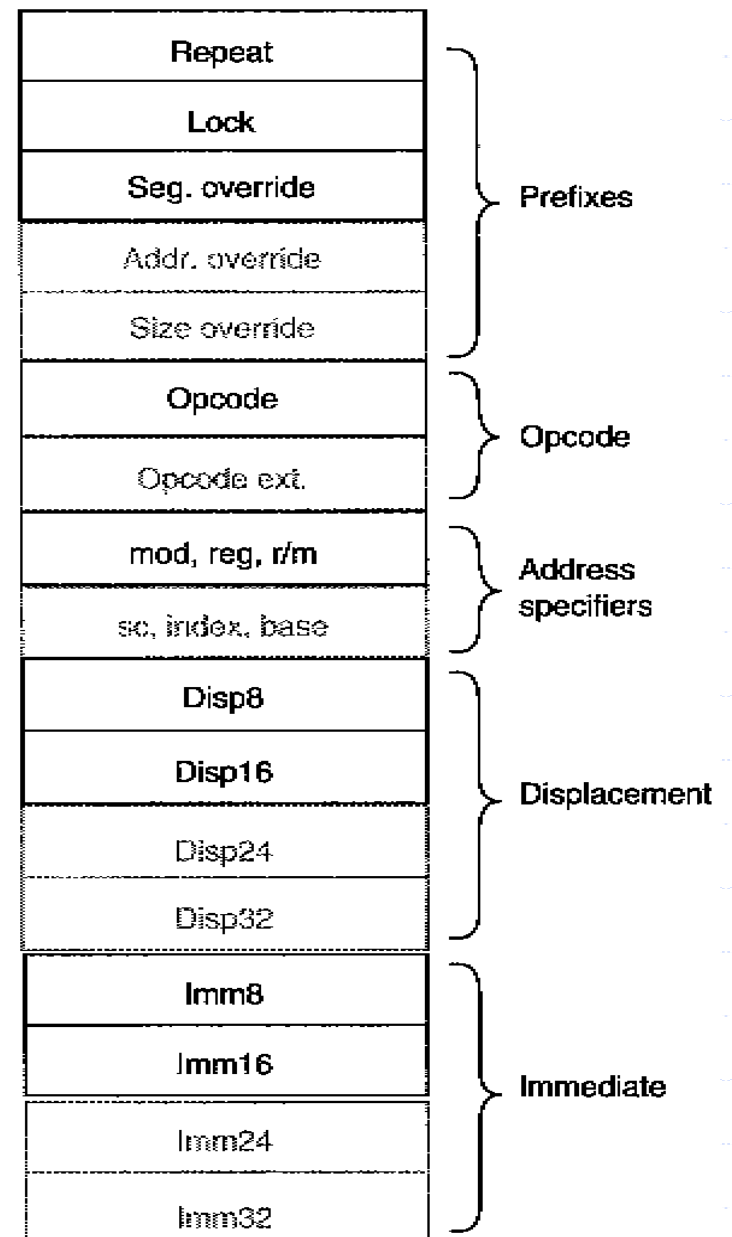 Repeat
Lock
Seg. override
Addr. override
Size override
Prefixes
Opcode
Opcode ext.
Opcode
mod, reg, r/m
sc, index, base
Address
specifiers
Disp8
Disp16
Disp24
Disp32
Displacement
Imm8
Imm16
Imm24
Imm32
Immediate